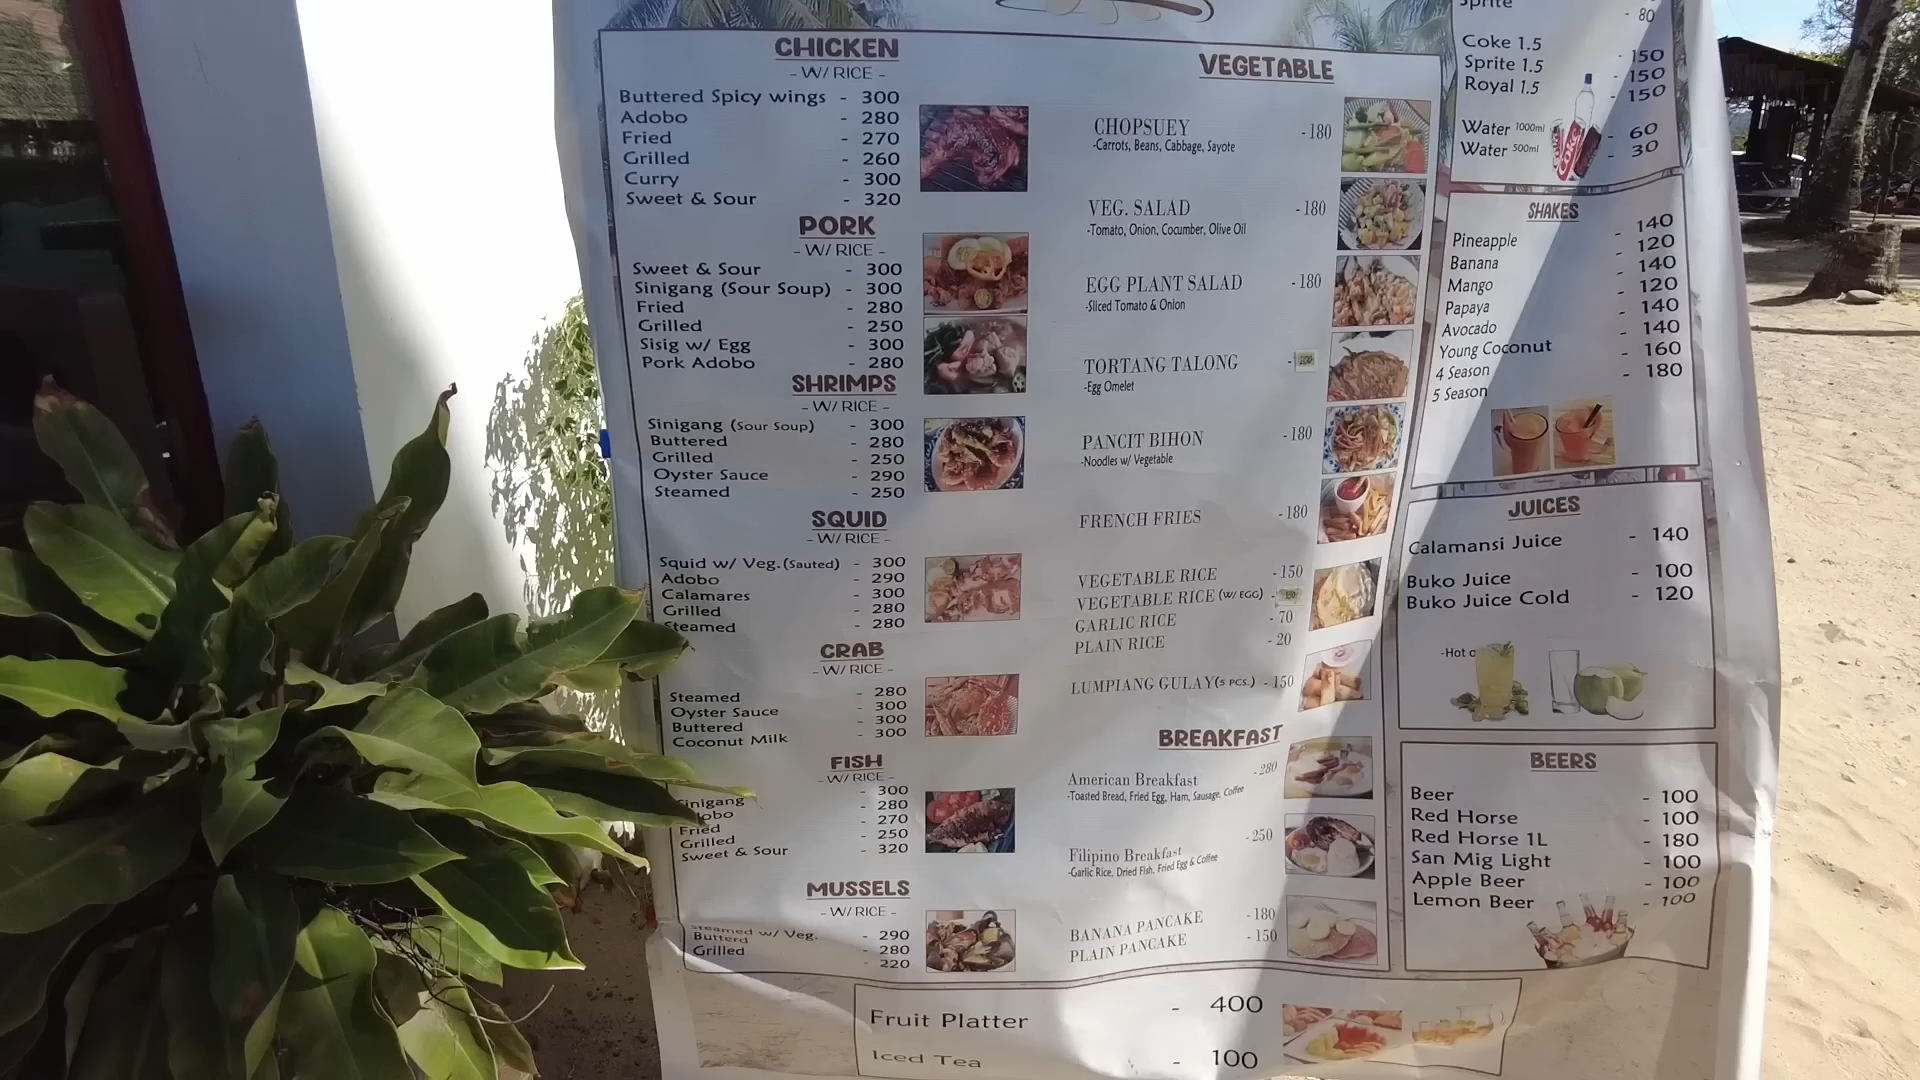 CHICKEN
- W/ RICE -
Buttered Spicy wings - 300
Adobo - 280
Fried - 270
Grilled - 260
Curry - 300
Sweet & Sour - 320
PORK
- W/ RICE -
Sweet & Sour - 300
Sinigang (Sour Soup) - 300
Fried - 280
Grilled - 250
Sisig w/ Egg - 300
Pork Adobo - 280
SHRIMPS
- W/ RICE -
Sinigang (Sour Soup) - 300
Buttered - 280
Grilled - 250
Oyster Sauce - 290
Steamed - 250
SQUID
- W/ RICE -
Squid w/ Veg.(Sauted) - 300
Adobo - 290
Calamares - 300
Grilled - 280
Steamed - 280
CRAB
- W/ RICE -
Steamed - 280
Oyster Sauce - 300
Buttered - 300
Coconut Milk - 300
FISH
- W/ RICE -
Sinigang - 300
- 280
Fried - 270
Grilled - 250
Sweet & Sour - 320
MUSSELS
- W/ RICE -
Steamed w/ Veg. - 290
Butterd - 280
Grilled - 220
VEGETABLE
CHOPSUEY -180
-Carrots, Beans, Cabbage, Sayote
VEG. SALAD -180
-Tomato, Onion, Cocumber, Olive Oil
EGG PLANT SALAD -180
-Sliced Tomato & Onion
TORTANG TALONG -
-Egg Omelet
PANCIT BIHON -180
-Noodles w/ Vegetable
FRENCH FRIES -180
VEGETABLE RICE -150
VEGETABLE RICE (W/ EGG) -
GARLIC RICE - 70
PLAIN RICE - 20
LUMPIANG GULAY(5 PCS.) - 150
BREAKFAST
American Breakfast -280
-Toasted Bread, Fried Egg, Ham, Sausage, Coffee
Filipino Breakfast -250
-Garlic Rice, Dried Fish, Fried Egg & Coffee
BANANA PANCAKE -180
PLAIN PANCAKE -150
Sprite - 80
Coke 1.5 - 150
Sprite 1.5 - 150
Royal 1.5 - 150
Water 1000ml - 60
Water 500ml - 30
SHAKES
Pineapple - 140
Banana - 120
Mango - 140
Papaya - 120
Avocado - 140
Young Coconut - 140
4 Season - 160
5 Season - 180
JUICES
Calamansi Juice - 140
Buko Juice - 100
Buko Juice Cold - 120
-Hot
BEERS
Beer - 100
Red Horse - 100
Red Horse 1L - 180
San Mig Light - 100
Apple Beer - 100
Lemon Beer - 100
Fruit Platter - 400
Iced Tea - 100